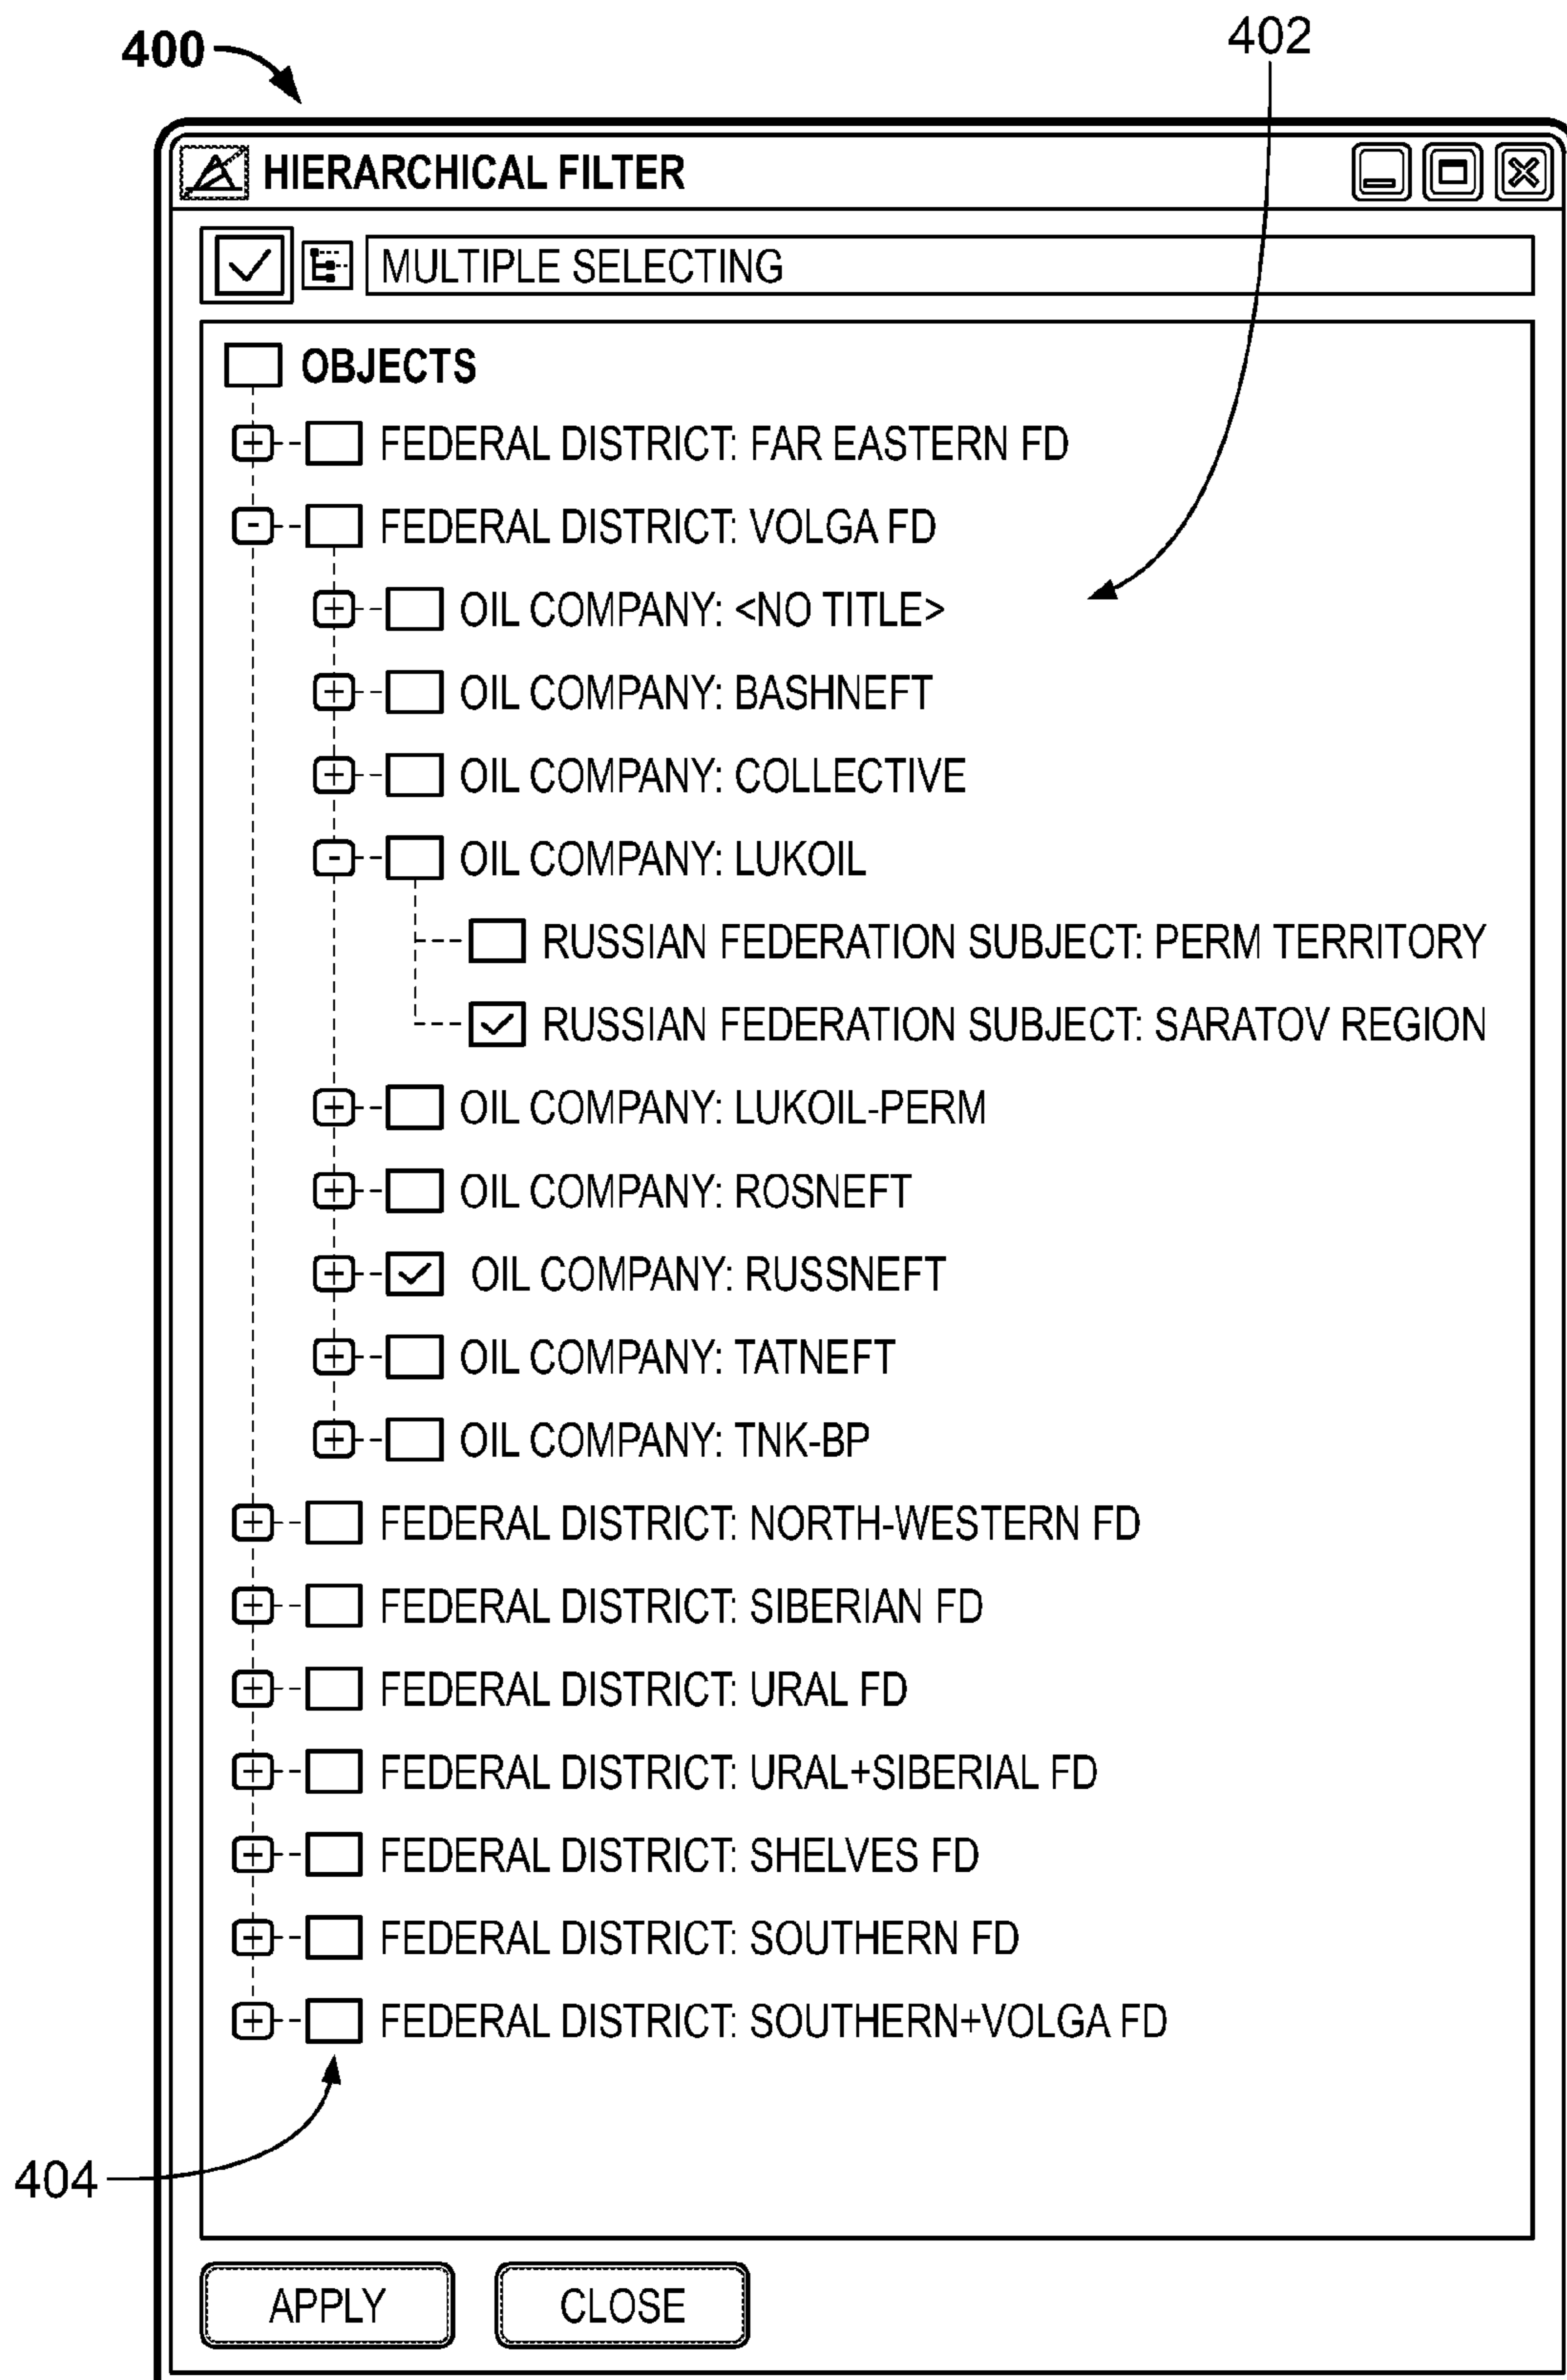 400
402
HIERARCHICAL FILTER
MULTIPLE SELECTING
OBJECTS
FEDERAL DISTRICT: FAR EASTERN FD
FEDERAL DISTRICT: VOLGA FD
OIL COMPANY: <NO TITLE>
OIL COMPANY: BASHNEFT
OIL COMPANY: COLLECTIVE
OIL COMPANY: LUKOIL
RUSSIAN FEDERATION SUBJECT: PERM TERRITORY
RUSSIAN FEDERATION SUBJECT: SARATOV REGION
OIL COMPANY: LUKOIL-PERM
OIL COMPANY: ROSNEFT
OIL COMPANY: RUSSNEFT
OIL COMPANY: TATNEFT
OIL COMPANY: TNK-BP
FEDERAL DISTRICT: NORTH-WESTERN FD
FEDERAL DISTRICT: SIBERIAN FD
FEDERAL DISTRICT: URAL FD
FEDERAL DISTRICT: URAL+SIBERIAL FD
FEDERAL DISTRICT: SHELVES FD
FEDERAL DISTRICT: SOUTHERN FD
FEDERAL DISTRICT: SOUTHERN+VOLGA FD
404
APPLY CLOSE